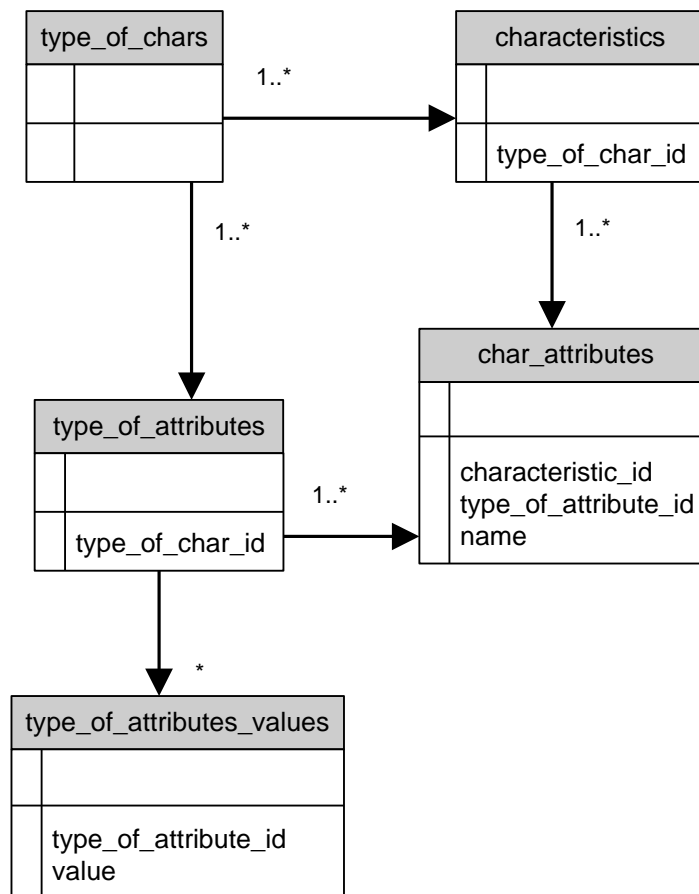 type_of_chars
characteristics
1..*
type_of_char_id
1..*
1..*
char_attributes
type_of_attributes
characteristic_id
type_of_attribute_id
name
1..*
type_of_char_id
*
type_of_attributes_values
type_of_attribute_id
value